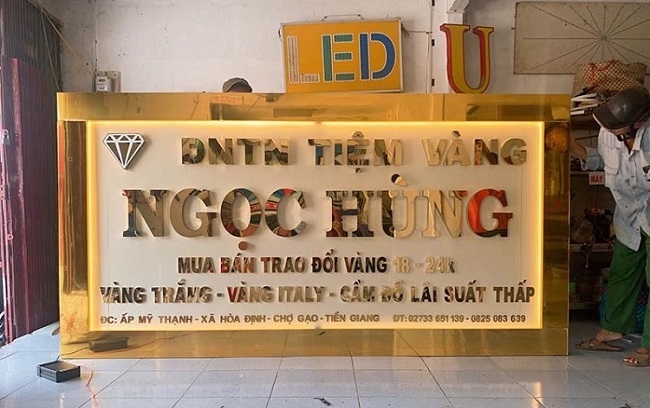 LED
U
DNTN TIỆM VÀNG
NGỌC HÙNG
MUA BÁN TRAO ĐỔI VÀNG 18 - 24k
VÀNG TRẮNG - VÀNG ITALY - CẦM ĐỒ LÃI SUẤT THẤP
ĐC: ẤP MỸ THẠNH - XÃ HÒA ĐỊNH - CHỢ GẠO - TIỀN GIANG ĐT: 02733 651 139 - 0825 083 639